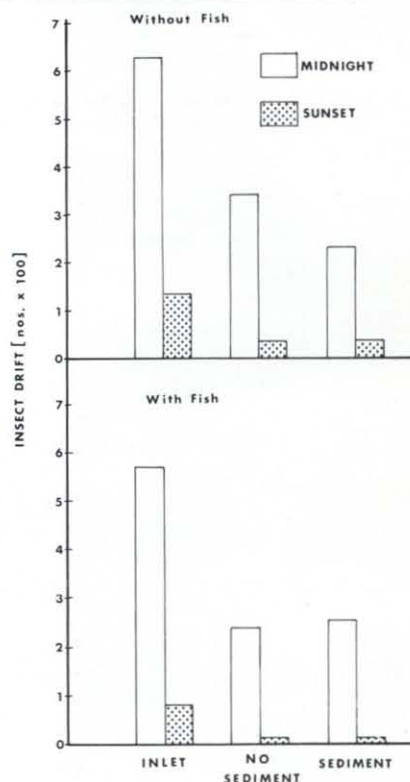 Without Fish
MIDNIGHT
SUNSET
7
6
5
4
3
2
1
0
INSECT DRIFT [nos. x 100]
With Fish
7
6
5
4
3
2
1
0
INLET
NO
SEDIMENT
SEDIMENT